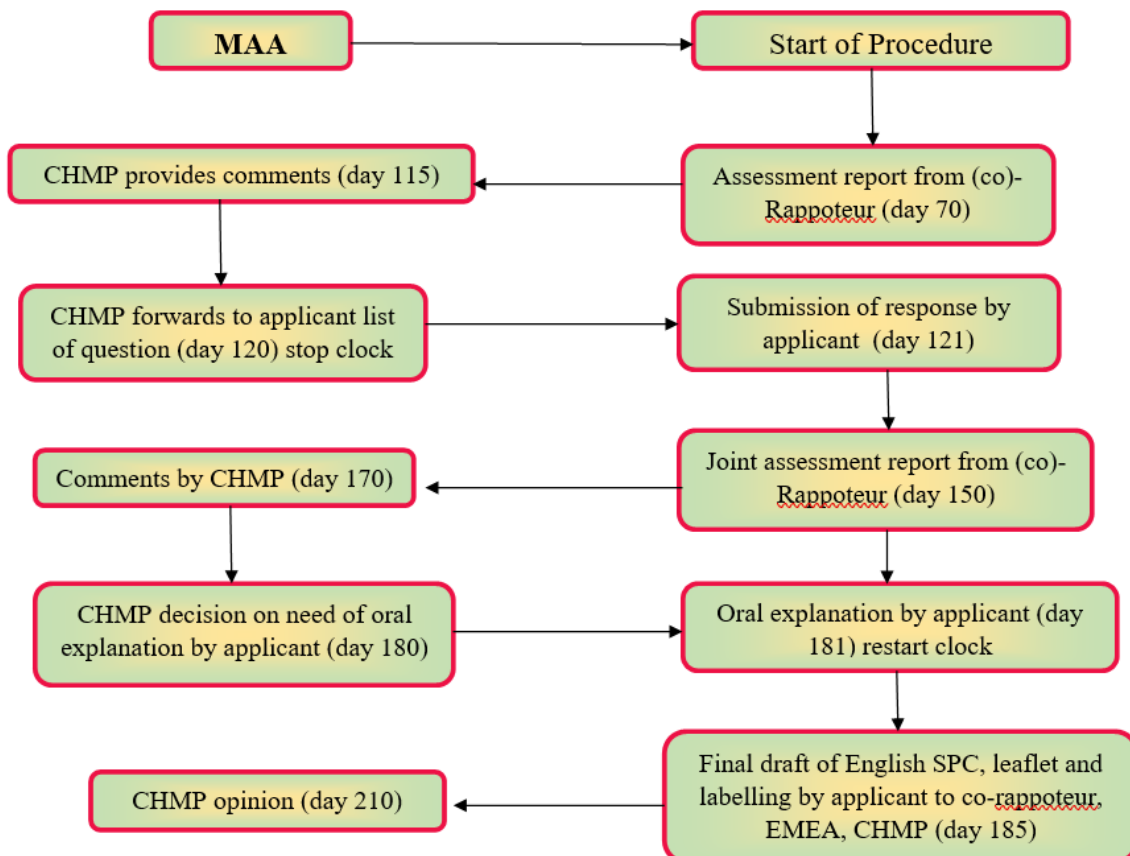 MAA
Start of Procedure
CHMP provides comments (day 115)
Assessment report from (co)-
Rappoteur (day 70)
CHMP forwards to applicant list
of question (day 120) stop clock
Submission of response by
applicant (day 121)
Comments by CHMP (day 170)
Joint assessment report from (co)-
Rappoteur (day 150)
CHMP decision on need of oral
explanation by applicant (day 180)
Oral explanation by applicant (day
181) restart clock
CHMP opinion (day 210)
Final draft of English SPC, leaflet and
labelling by applicant to co-rappoteur,
EMEA, CHMP (day 185)